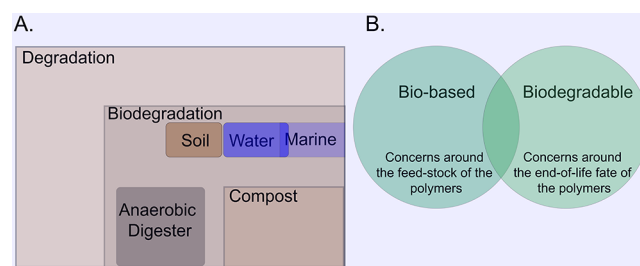 A.
Degradation
Biodegradation
Soil
Water
Marine
Anaerobic
Digester
Compost
B.
Bio-based
Concerns around
the feed-stock of the
polymers
Biodegradable
Concerns around
the end-of-life fate of
the polymers